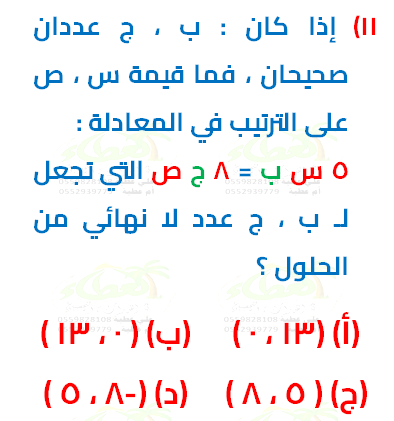 ١١) إذا كان : ب ، ج عددان
صحيحان ، فما قيمة س ، ص
على الترتيب في المعادلة :
٥ س ب = ٨ ج ص التي تجعل
لـ ب ، ج عدد لا نهائي من
الحلول ؟
(أ) (١٣ ، ٠) (ب) (٠ ، ١٣)
(ج) (٥ ، ٨) (د) (-٨ ، ٥)